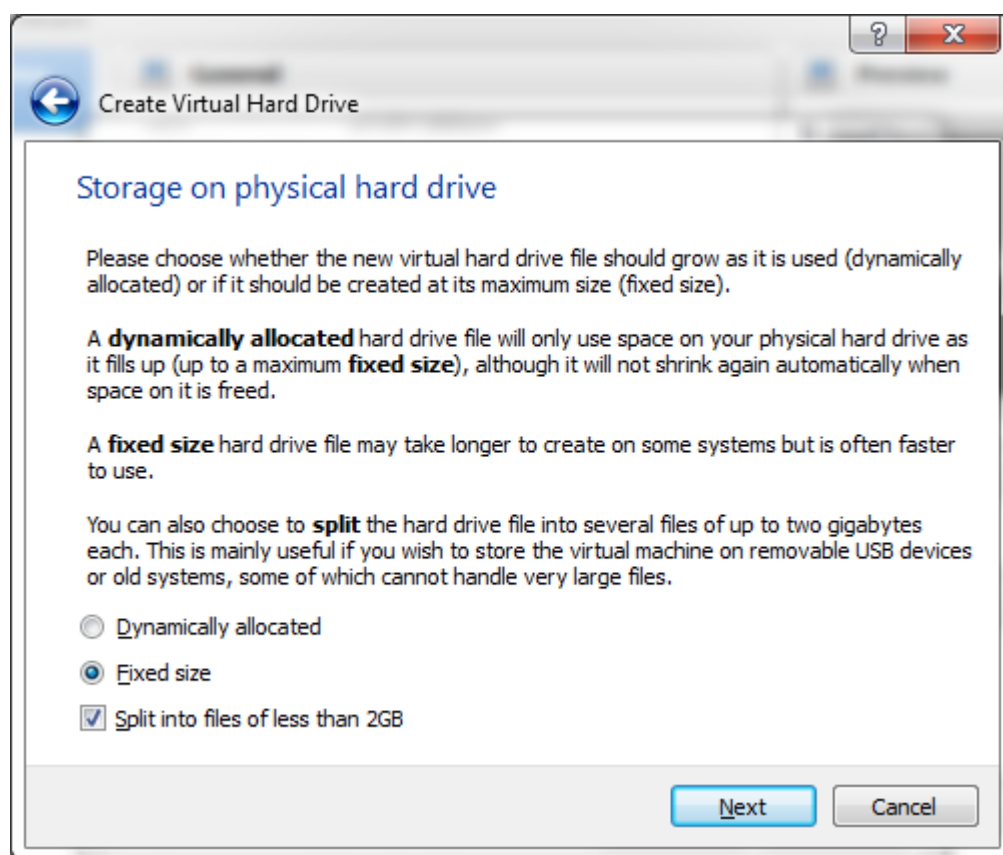 General
Preview
Create Virtual Hard Drive
Storage on physical hard drive
Please choose whether the new virtual hard drive file should grow as it is used (dynamically
allocated) or if it should be created at its maximum size (fixed size).
A dynamically allocated hard drive file will only use space on your physical hard drive as
it fills up (up to a maximum fixed size), although it will not shrink again automatically when
space on it is freed.
A fixed size hard drive file may take longer to create on some systems but is often faster
to use.
You can also choose to split the hard drive file into several files of up to two gigabytes
each. This is mainly useful if you wish to store the virtual machine on removable USB devices
or old systems, some of which cannot handle very large files.
Dynamically allocated
Fixed size
Split into files of less than 2GB
Next
Cancel